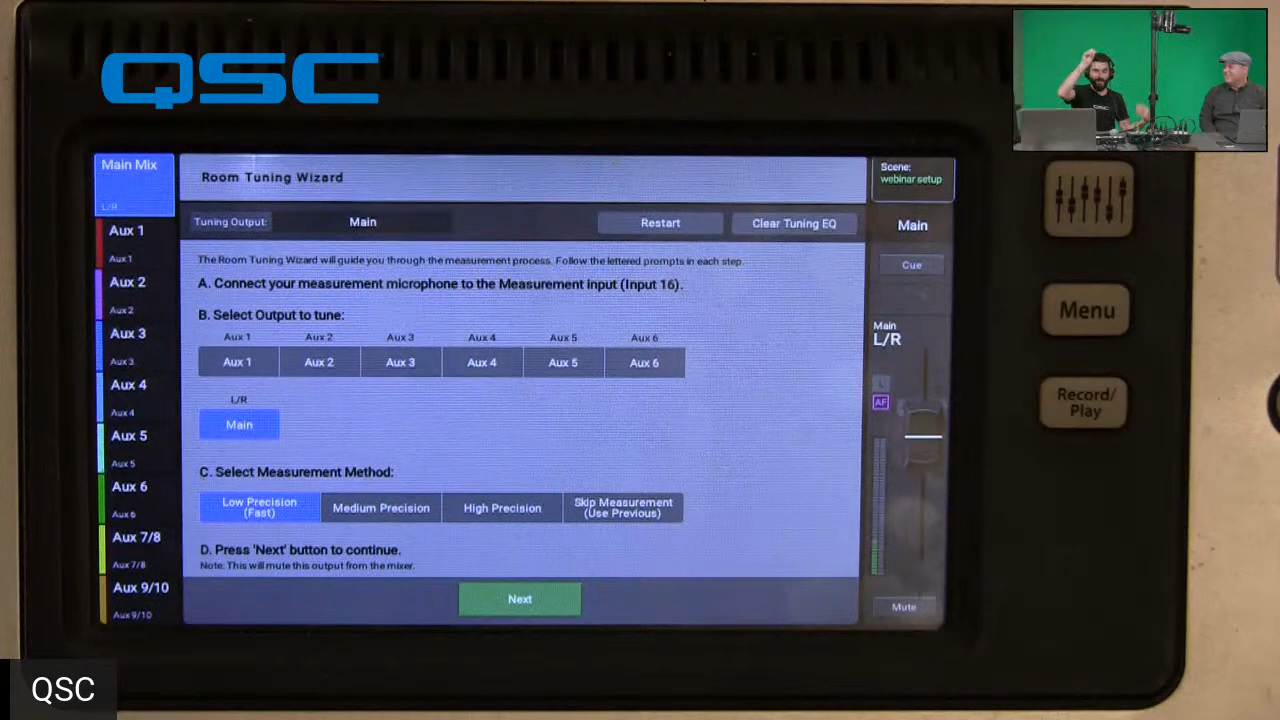 QSC
Main Mix
L/R
Aux 1
Aux 1
Aux 2
Aux 2
Aux 3
Aux 3
Aux 4
Aux 4
Aux 5
Aux 5
Aux 6
Aux 6
Aux 7/8
Aux 7/8
Aux 9/10
Aux 9/10
Room Tuning Wizard
Tuning Output:
Main
Restart
Clear Tuning EQ
The Room Tuning Wizard will guide you through the measurement process. Follow the lettered prompts in each step.
A. Connect your measurement microphone to the Measurement input (Input 16).
B. Select Output to tune:
Aux 1 Aux 2 Aux 3 Aux 4 Aux 5 Aux 6
Aux 1 Aux 2 Aux 3 Aux 4 Aux 5 Aux 6
L/R
Main
C. Select Measurement Method:
Low Precision
(Fast)
Medium Precision
High Precision
Skip Measurement
(Use Previous)
D. Press 'Next' button to continue.
Note: This will mute this output from the mixer.
Next
Scene:
webinar setup
Main
Cue
Main
L/R
L
AF
Mute
Menu
Record/
Play
QSC